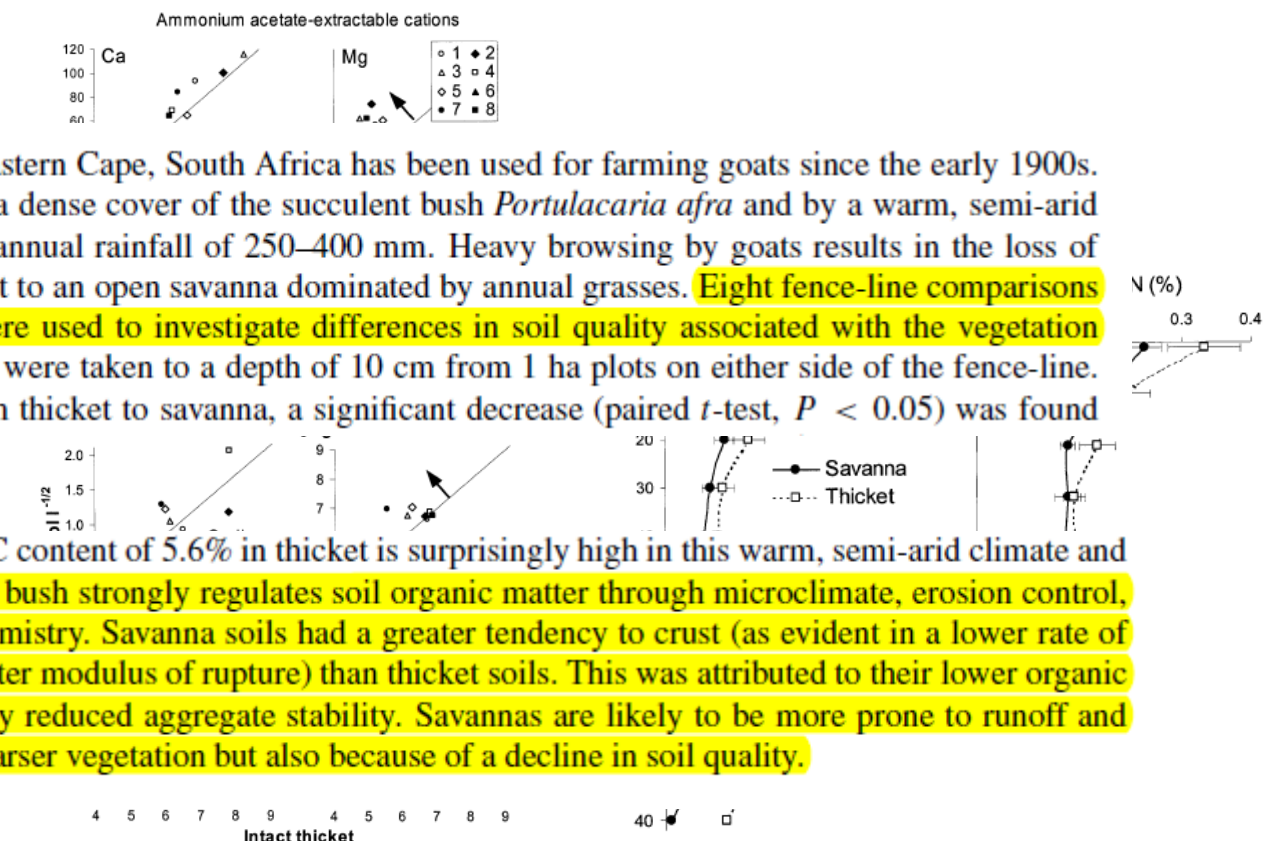 Ammonium acetate-extractable cations
120 Ca Mg 1 2
100 3 4
80 5 6
60 7 8
stern Cape, South Africa has been used for farming goats since the early 1900s.
a dense cover of the succulent bush Portulacaria afra and by a warm, semi-arid
annual rainfall of 250–400 mm. Heavy browsing by goats results in the loss of
t to an open savanna dominated by annual grasses. Eight fence-line comparisons
N (%)
ere used to investigate differences in soil quality associated with the vegetation
0.3 0.4
were taken to a depth of 10 cm from 1 ha plots on either side of the fence-line.
n thicket to savanna, a significant decrease (paired t-test, P < 0.05) was found
2.0 9 20
1.5 8 30 Savanna
1.0 7 Thicket
ol l -1/2
C content of 5.6% in thicket is surprisingly high in this warm, semi-arid climate and
bush strongly regulates soil organic matter through microclimate, erosion control,
mistry. Savanna soils had a greater tendency to crust (as evident in a lower rate of
ter modulus of rupture) than thicket soils. This was attributed to their lower organic
y reduced aggregate stability. Savannas are likely to be more prone to runoff and
arser vegetation but also because of a decline in soil quality.
4 5 6 7 8 9 4 5 6 7 8 9 40
Intact thicket